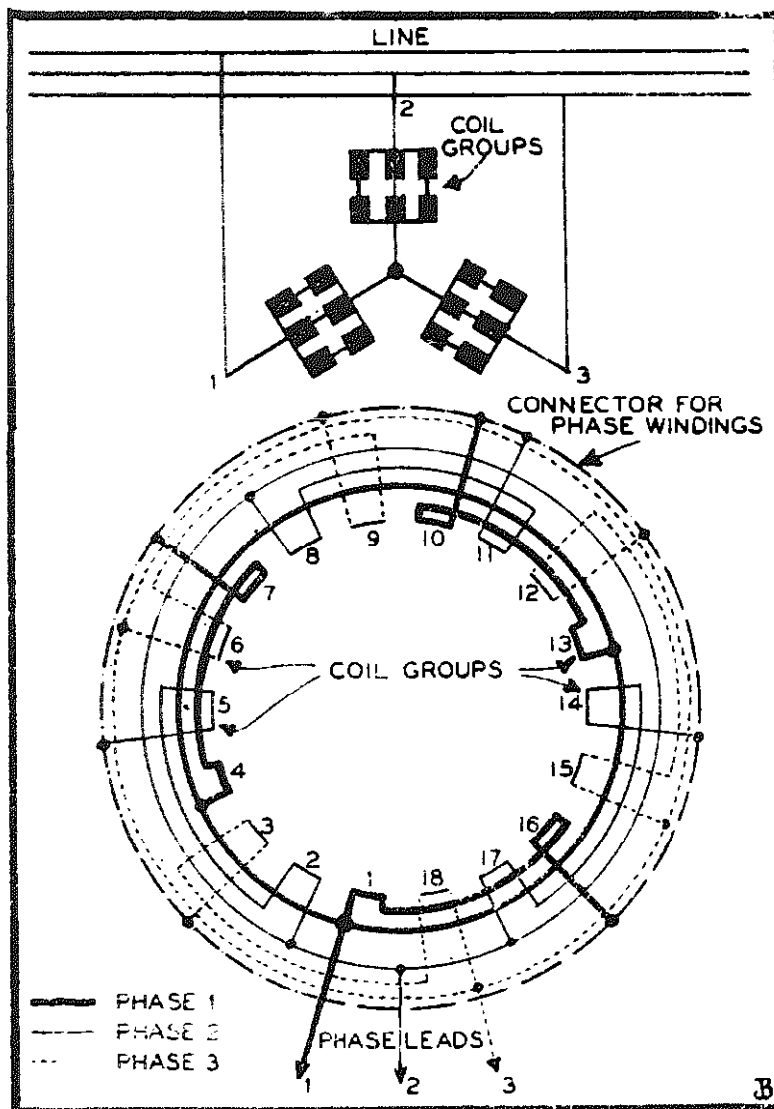 LINE
2
COIL
GROUPS
1
3
CONNECTOR FOR
PHASE WINDINGS
8
9
10
11
7
12
6
13
COIL GROUPS
5
14
4
15
3
16
2
17
1
18
PHASE 1
PHASE 2
PHASE 3
PHASE LEADS
1
2
3
JB